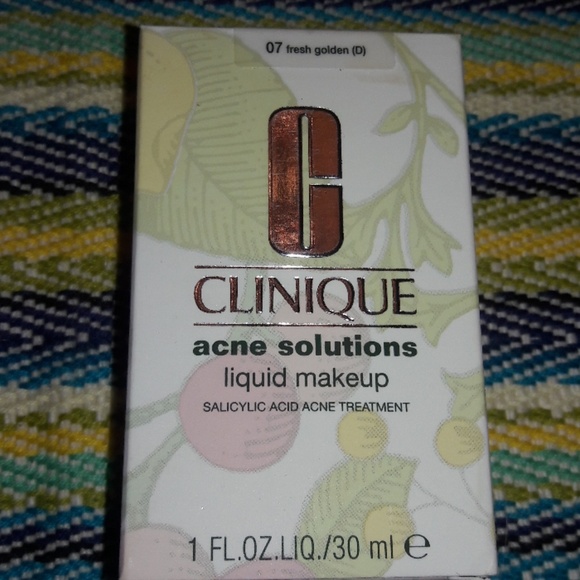 07 fresh golden (D)
C
CLINIQUE
acne solutions
liquid makeup
SALICYLIC ACID ACNE TREATMENT
1 FL.OZ.LIQ./30 ml ℮